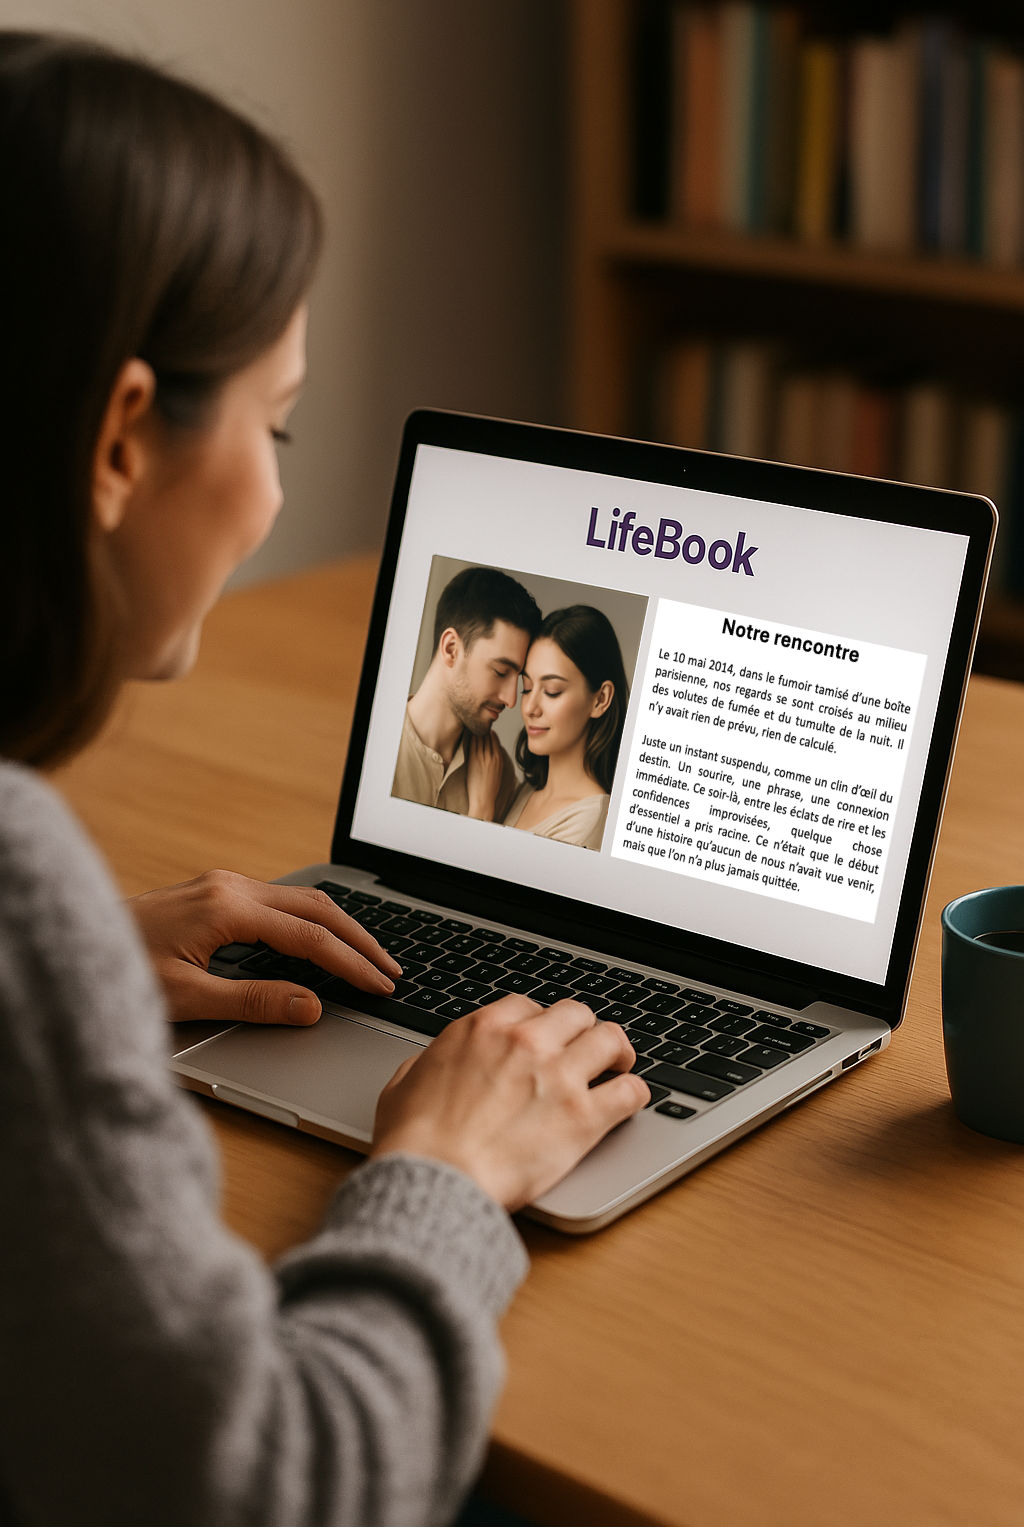 LifeBook
Notre rencontre
Le 10 mai 2014, dans le fumoir tamisé d'une boîte
parisienne, nos regards se sont croisés au milieu
des volutes de fumée et du tumulte de la nuit. Il
n'y avait rien de prévu, rien de calculé.
Juste un instant suspendu, comme un clin d'œil du
destin. Un sourire, une phrase, une connexion
immédiate. Ce soir-là, entre les éclats de rire et les
confidences improvisées, quelque chose
d'essentiel a pris racine. Ce n'était que le début
d'une histoire qu'aucun de nous n'avait vue venir,
mais que l'on n'a plus jamais quittée.